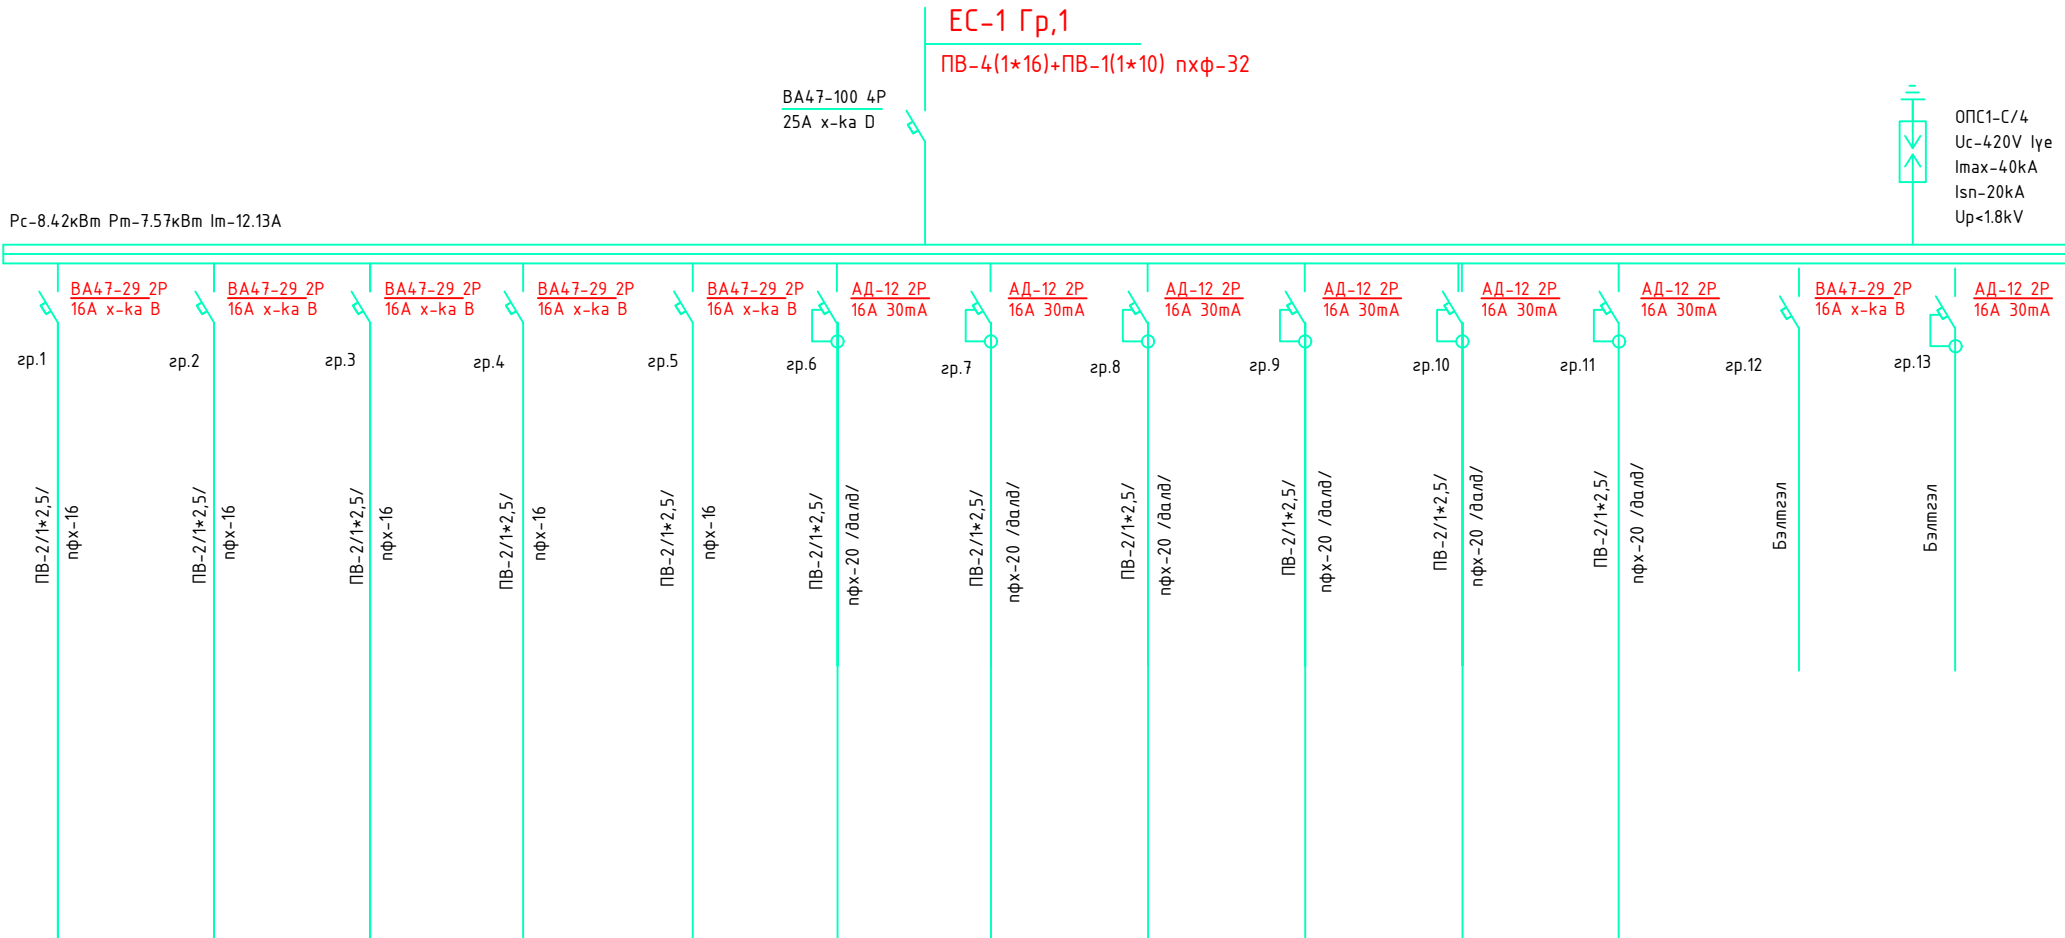 ЕС-1 Гр,1
ПВ-4(1*16)+ПВ-1(1*10) пхф-32
ВА47-100 4Р
25А х-ка D
ОПС1-С/4
Uc-420V Iүе
Imax-40kA
Isn-20kA
Up<1.8kV
Рс-8.42кВт Рт-7.57кВт Iт-12.13А
ВА47-29 2Р
16А х-ка В
ВА47-29 2Р
16А х-ка В
ВА47-29 2Р
16А х-ка В
ВА47-29 2Р
16А х-ка В
ВА47-29 2Р
16А х-ка В
АД-12 2Р
16А 30mA
АД-12 2Р
16А 30mA
АД-12 2Р
16А 30mA
АД-12 2Р
16А 30mA
АД-12 2Р
16А 30mA
АД-12 2Р
16А 30mA
ВА47-29 2Р
16А х-ка В
АД-12 2Р
16А 30mA
гр.1
гр.2
гр.3
гр.4
гр.5
гр.6
гр.7
гр.8
гр.9
гр.10
гр.11
гр.12
гр.13
ПВ-2/1*2,5/
пфх-16
ПВ-2/1*2,5/
пфх-16
ПВ-2/1*2,5/
пфх-16
ПВ-2/1*2,5/
пфх-16
ПВ-2/1*2,5/
пфх-16
ПВ-2/1*2,5/
пфх-20 /далд/
ПВ-2/1*2,5/
пфх-20 /далд/
ПВ-2/1*2,5/
пфх-20 /далд/
ПВ-2/1*2,5/
пфх-20 /далд/
ПВ-2/1*2,5/
пфх-20 /далд/
ПВ-2/1*2,5/
пфх-20 /далд/
Бэлтгэл
Бэлтгэл